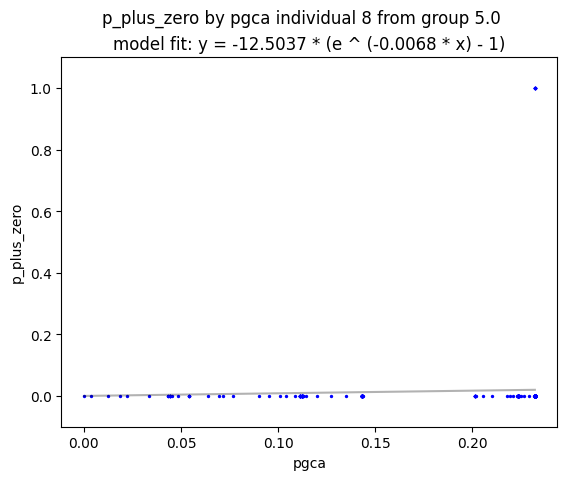 p_plus_zero by pgca individual 8 from group 5.0
model fit: y = -12.5037 * (e ^ (-0.0068 * x) - 1)
1.0
0.8
0.6
p_plus_zero
0.4
0.2
0.0
0.00 0.05 0.10 0.15 0.20
pgca